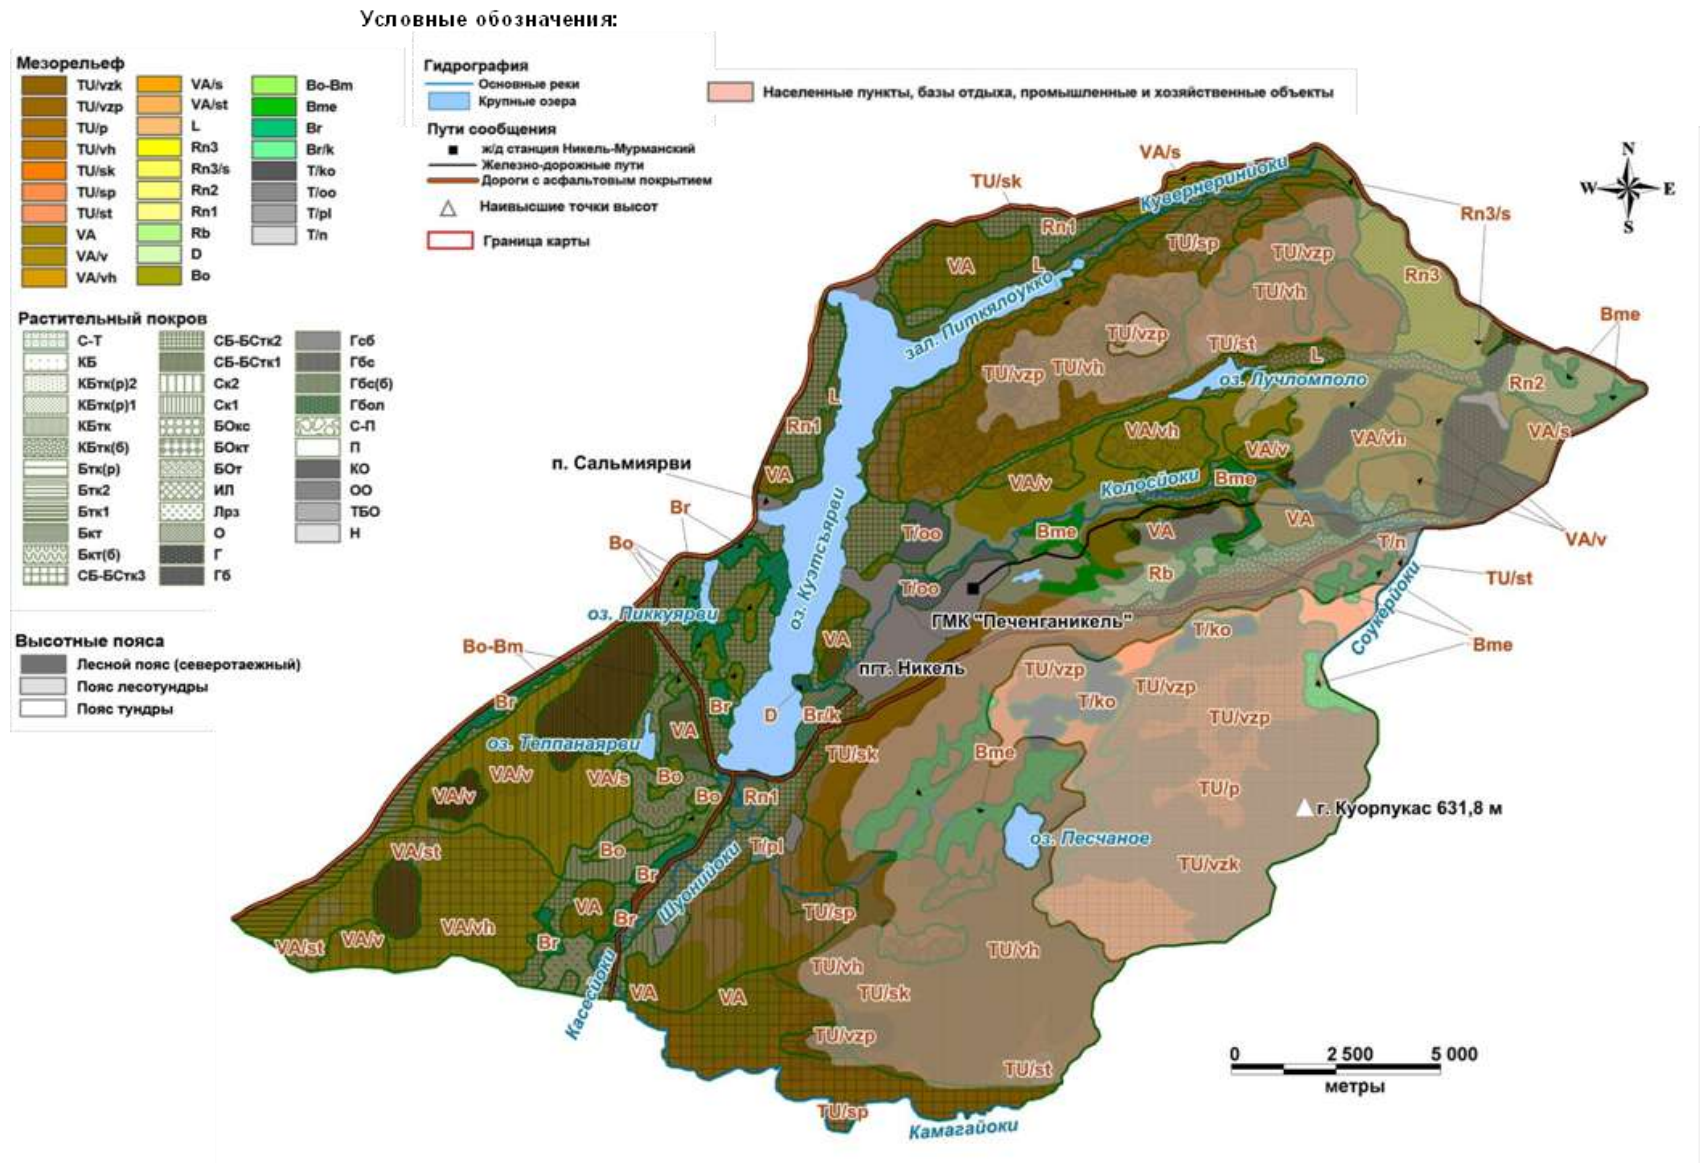 Условные обозначения:
Мезорельеф
TU/vzk
TU/vzp
TU/p
TU/vh
TU/sk
TU/sp
TU/st
VA
VA/v
VA/vh
VA/s
VA/st
L
Rn3
Rn3/s
Rn2
Rn1
Rb
D
Bo
Bo-Bm
Bme
Br
Br/k
T/ko
T/oo
T/pl
T/n
Гидрография
Основные реки
Крупные озера
Пути сообщения
ж/д станция Никель-Мурманский
Железно-дорожные пути
Дороги с асфальтовым покрытием
Наивысшие точки высот
Граница карты
Населенные пункты, базы отдыха, промышленные и хозяйственные объекты
Растительный покров
С-Т
КБ
КБтк(р)2
КБтк(р)1
КБтк
КБтк(б)
Бтк(р)
Бтк2
Бтк1
Бкт
Бкт(б)
СБ-БСтк3
СБ-БСтк2
СБ-БСтк1
Ск2
Ск1
БОкс
БОкт
БОт
ИЛ
Лрз
О
Г
Гб
Гсб
Гбс
Гбс(б)
Гбол
С-П
П
КО
ОО
ТБО
Н
Высотные пояса
Лесной пояс (северотаежный)
Пояс лесотундры
Пояс тундры
N
W E
S
VA/s
TU/sk
Кувернеринйоки
Rn3/s
Rn1
TU/sp
TU/vzp
VA
L
Rn3
TU/vh
зал. Питкялоукко
Bme
TU/vzp
TU/st
L
TU/vzp
TU/vh
оз. Лучломполо
Rn2
L
Rn1
VA/vh
VA/vh
VA/s
VA/v
п. Сальмиярви
VA
VA/v
Колосйоки
Bme
Br
VA
VA/v
T/oo
Bme
VA
T/n
Bo
оз. Куэтсъярви
Rb
TU/st
T/oo
оз. Пиккуярви
ГМК "Печенганикель"
T/ko
Соукерйоки
Bme
VA
Bo-Bm
пгт. Никель
TU/vzp
TU/vzp
Br
Br
D
Br/k
T/ko
TU/vzp
VA
оз. Теппанаярви
TU/sk
Bme
VA/v
VA/s
Bo
VA/v
Bo
Rn1
TU/p
г. Куорпукас 631,8 м
оз. Песчаное
VA/st
Bo
T/pl
TU/vzk
Br
Шуонийоки
VA
Br
TU/sp
VA/vh
VA/st
VA/v
Br
TU/vh
TU/vh
Касесйоки
VA
VA
TU/sk
TU/vzp
TU/st
0 2 500 5 000
метры
TU/sp
Камагайоки